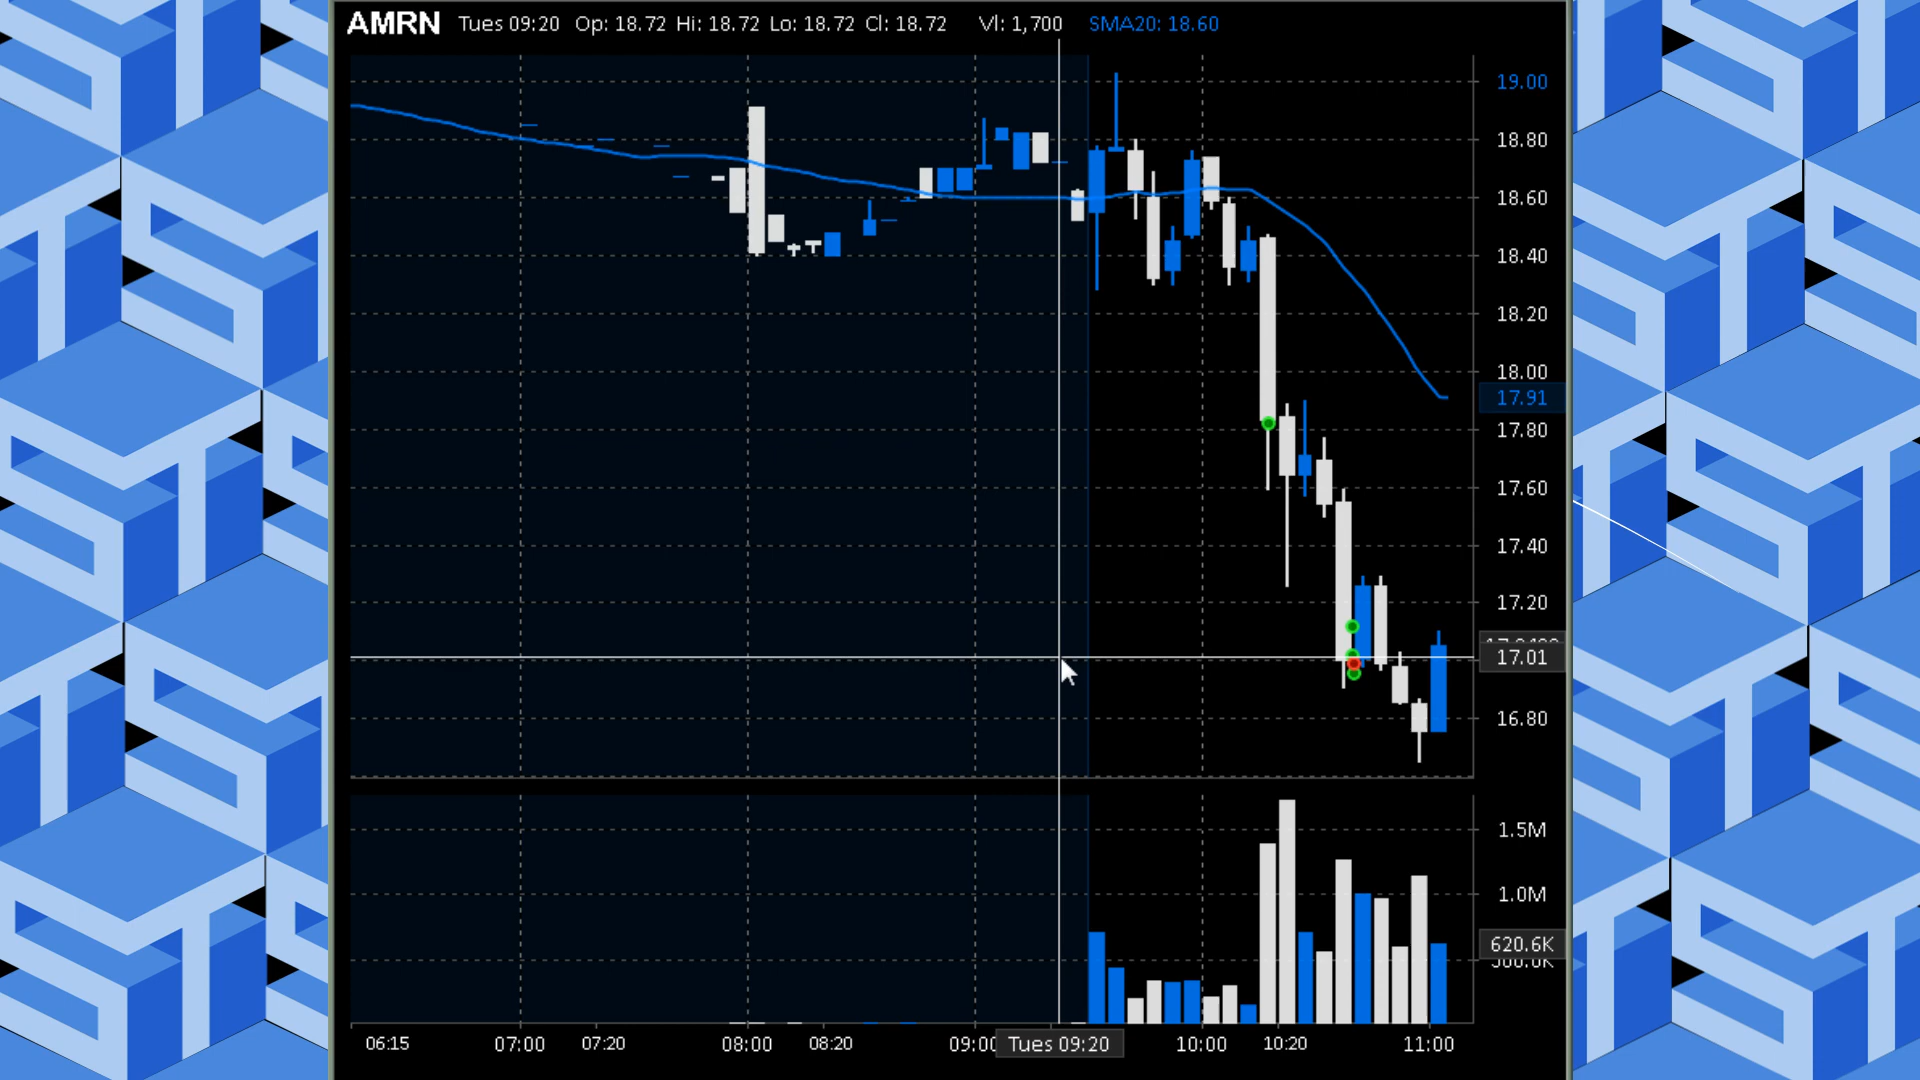 AMRN Tues 09:20 Op: 18.72 Hi: 18.72 Lo: 18.72 Cl: 18.72 Vl: 1,700 SMA20: 18.60
19.00
18.80
18.60
18.40
18.20
18.00
17.91
17.80
17.60
17.40
17.20
17.01
16.80
1.5M
1.0M
620.6K
06:15 07:00 07:20 08:00 08:20 09:00 Tues 09:20 10:00 10:20 11:00